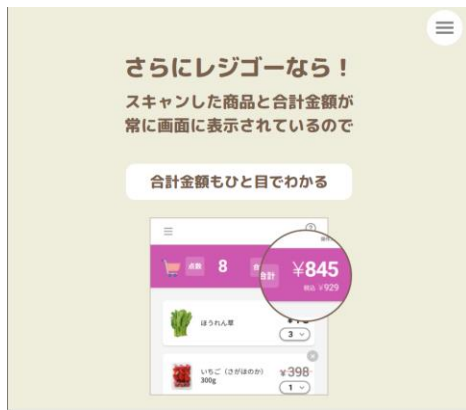 さらにレジゴーなら！
スキャンした商品と合計金額が
常に画面に表示されているので
合計金額もひと目でわかる
点数 8
合計 ¥845
税込 ¥929
ほうれん草
3
いちご（さがほのか）
300g
¥398
1